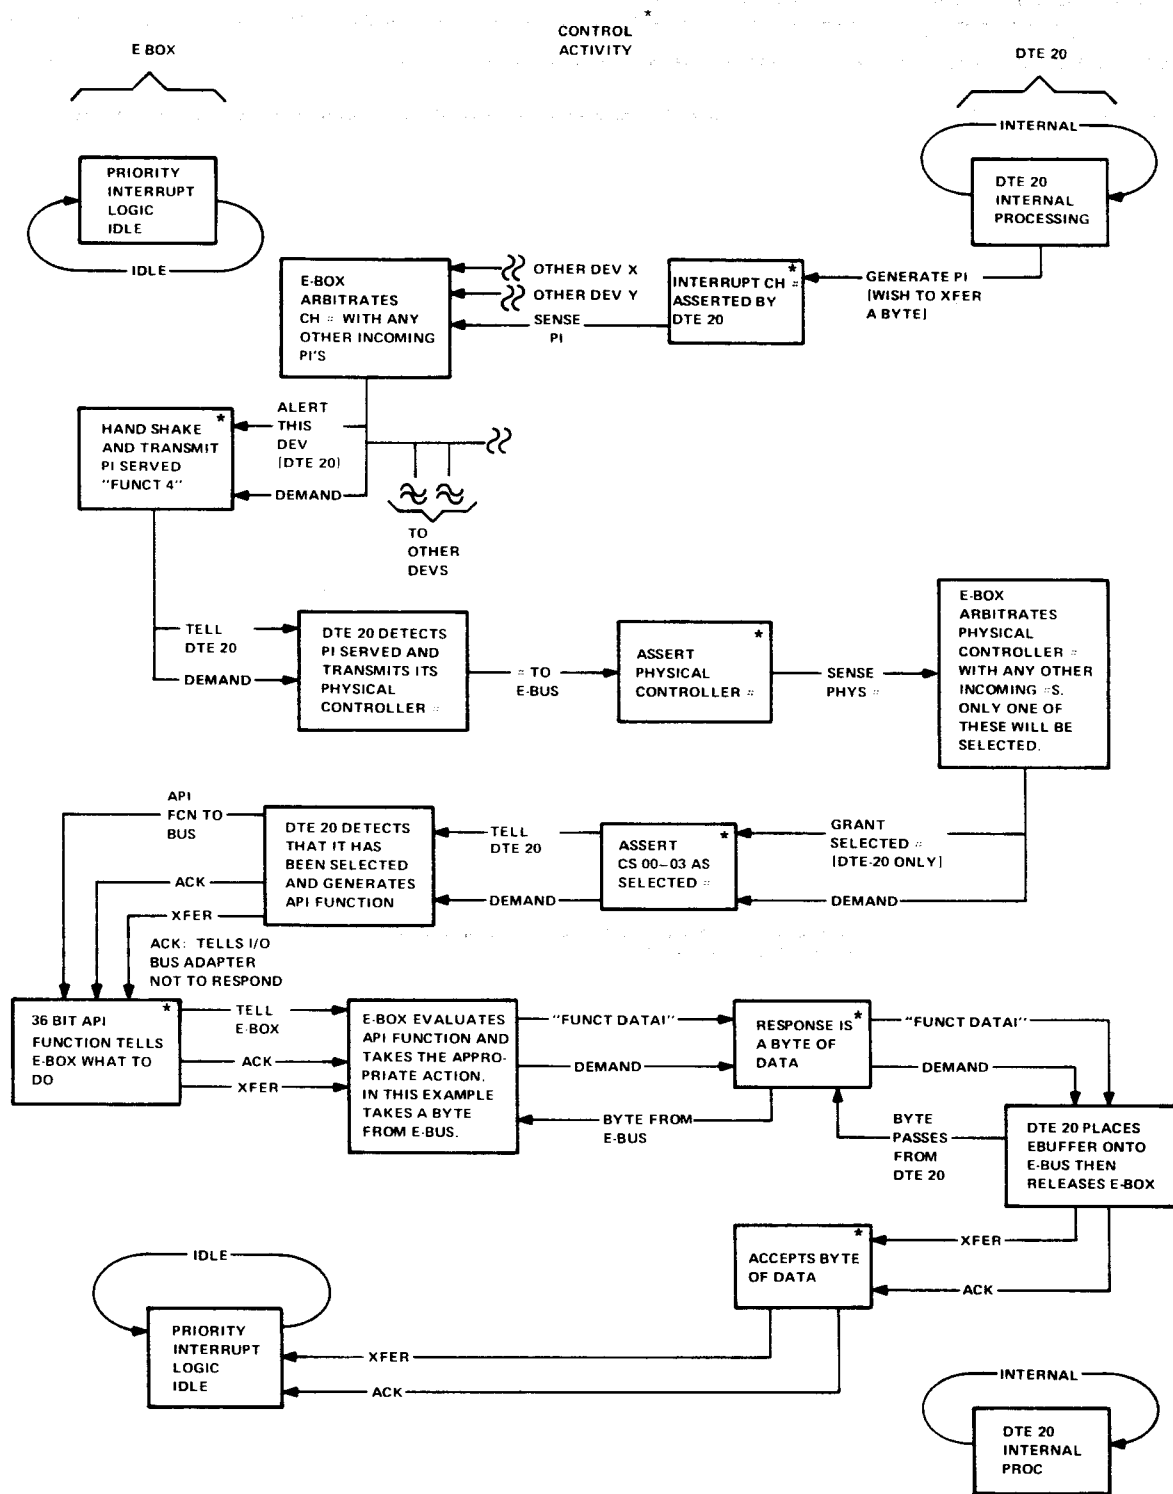 *
CONTROL
ACTIVITY
E BOX
DTE 20
INTERNAL
PRIORITY
INTERRUPT
LOGIC
IDLE
IDLE
DTE 20
INTERNAL
PROCESSING
E-BOX
ARBITRATES
CH # WITH ANY
OTHER INCOMING
PI'S
OTHER DEV X
OTHER DEV Y
SENSE
PI
*
INTERRUPT CH #
ASSERTED BY
DTE 20
GENERATE PI
(WISH TO XFER
A BYTE)
*
HAND SHAKE
AND TRANSMIT
PI SERVED
"FUNCT 4"
ALERT
THIS
DEV
(DTE 20)
DEMAND
TO
OTHER
DEVS
TELL
DTE 20
DEMAND
DTE 20 DETECTS
PI SERVED AND
TRANSMITS ITS
PHYSICAL
CONTROLLER #
# TO
E-BUS
*
ASSERT
PHYSICAL
CONTROLLER #
SENSE
PHYS #
E-BOX
ARBITRATES
PHYSICAL
CONTROLLER #
WITH ANY OTHER
INCOMING #S.
ONLY ONE OF
THESE WILL BE
SELECTED.
API
FCN TO
BUS
ACK
XFER
DTE 20 DETECTS
THAT IT HAS
BEEN SELECTED
AND GENERATES
API FUNCTION
TELL
DTE 20
DEMAND
*
ASSERT
CS 00-03 AS
SELECTED #
GRANT
SELECTED #
(DTE-20 ONLY)
DEMAND
ACK: TELLS I/O
BUS ADAPTER
NOT TO RESPOND
*
36 BIT API
FUNCTION TELLS
E-BOX WHAT TO
DO
TELL
E-BOX
ACK
XFER
E-BOX EVALUATES
API FUNCTION AND
TAKES THE APPRO-
PRIATE ACTION.
IN THIS EXAMPLE
TAKES A BYTE
FROM E-BUS.
"FUNCT DATAI"
DEMAND
BYTE FROM
E-BUS
*
RESPONSE IS
A BYTE OF
DATA
"FUNCT DATAI"
DEMAND
BYTE
PASSES
FROM
DTE 20
DTE 20 PLACES
EBUFFER ONTO
E-BUS THEN
RELEASES E-BOX
XFER
ACK
*
ACCEPTS BYTE
OF DATA
IDLE
PRIORITY
INTERRUPT
LOGIC
IDLE
XFER
ACK
INTERNAL
DTE 20
INTERNAL
PROC